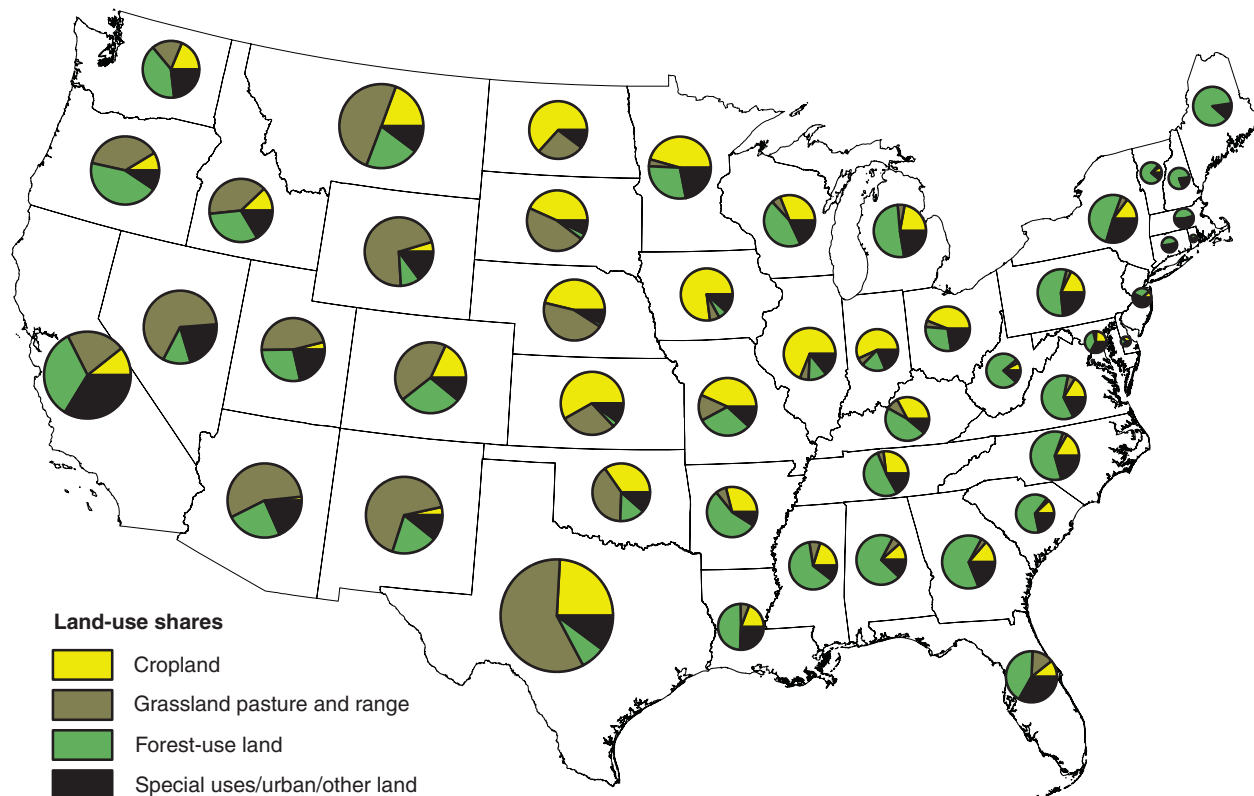 Land-use shares
Cropland
Grassland pasture and range
Forest-use land
Special uses/urban/other land